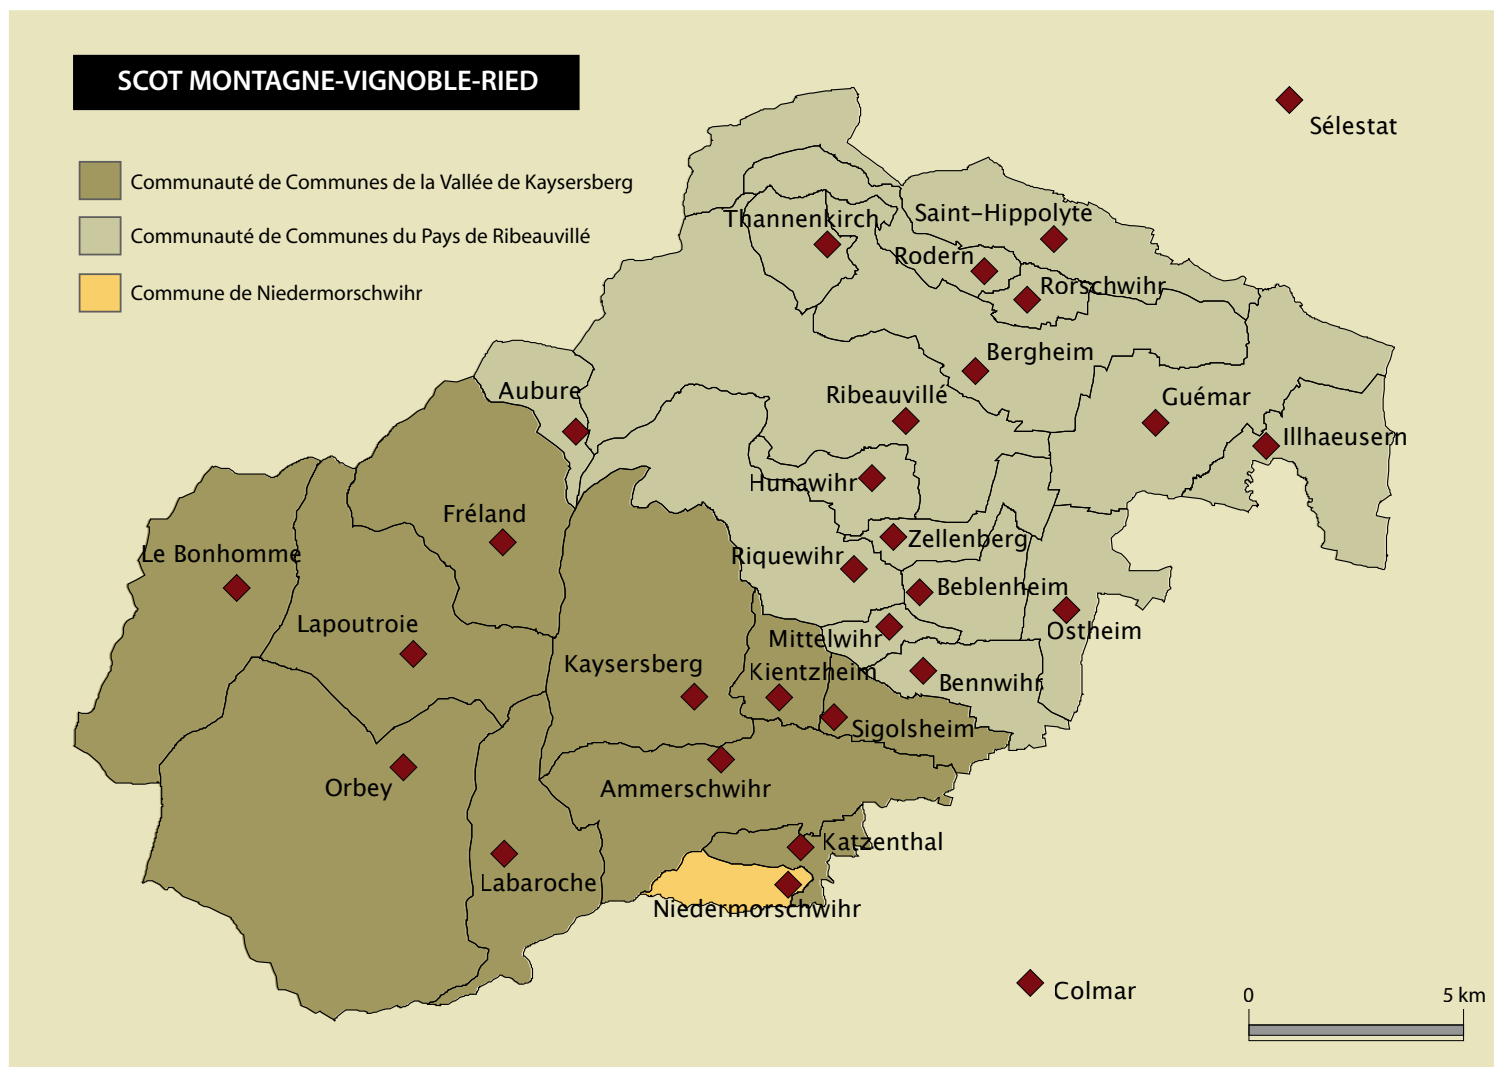 SCOT MONTAGNE-VIGNOBLE-RIED
Sélestat
Communauté de Communes de la Vallée de Kaysersberg
Communauté de Communes du Pays de Ribeauvillé
Commune de Niedermorschwihr
Thannenkirch
Saint-Hippolyte
Rodern
Rorschwihr
Bergheim
Aubure
Ribeauvillé
Guémar
Illhaeusern
Hunawihr
Fréland
Zellenberg
Le Bonhomme
Riquewihr
Beblenheim
Lapoutroie
Mittelwihr
Ostheim
Kaysersberg
Kientzheim
Bennwihr
Sigolsheim
Orbey
Ammerschwihr
Katzenthal
Labaroche
Niedermorschwihr
Colmar
0
5 km